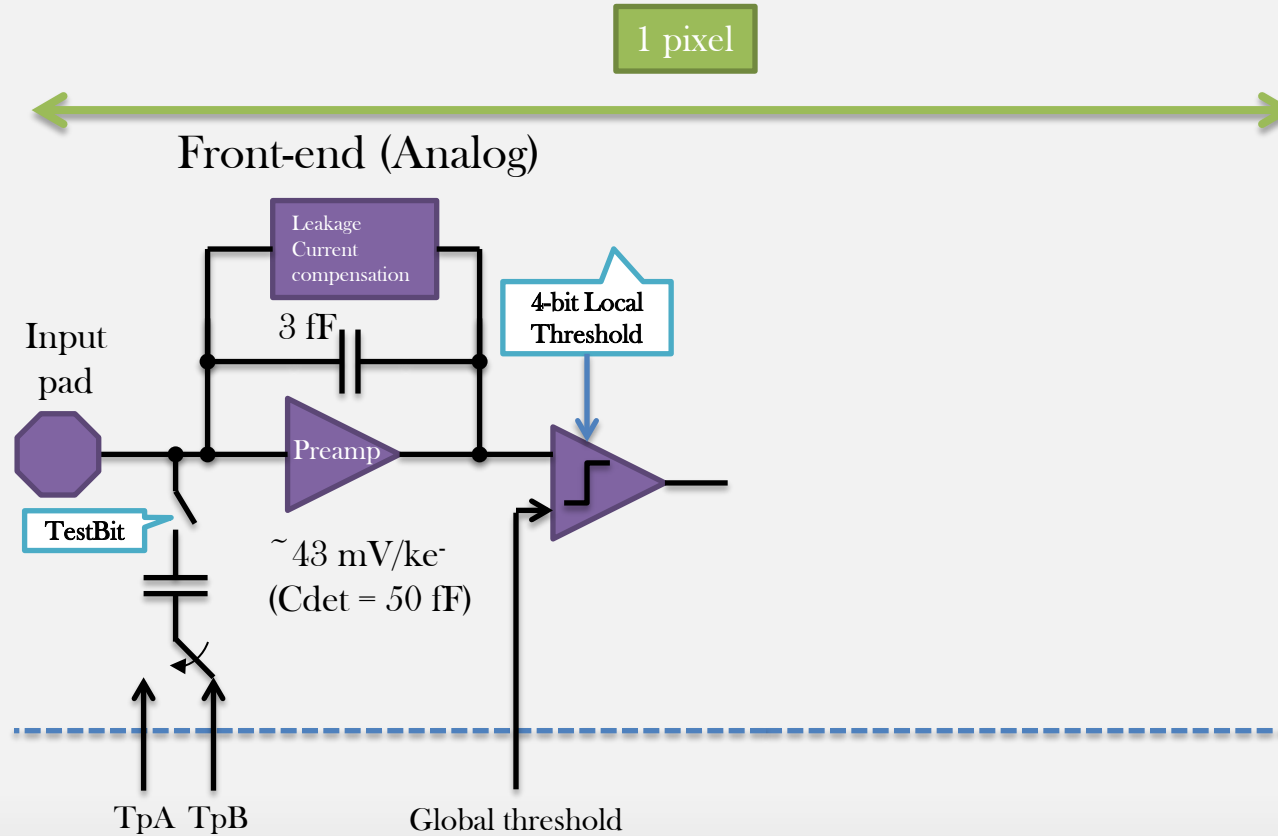 1 pixel
Front-end (Analog)
Leakage
Current
compensation
3 fF
4-bit Local
Threshold
Input
pad
Preamp
TestBit
~43 mV/ke-
(Cdet = 50 fF)
TpA TpB
Global threshold